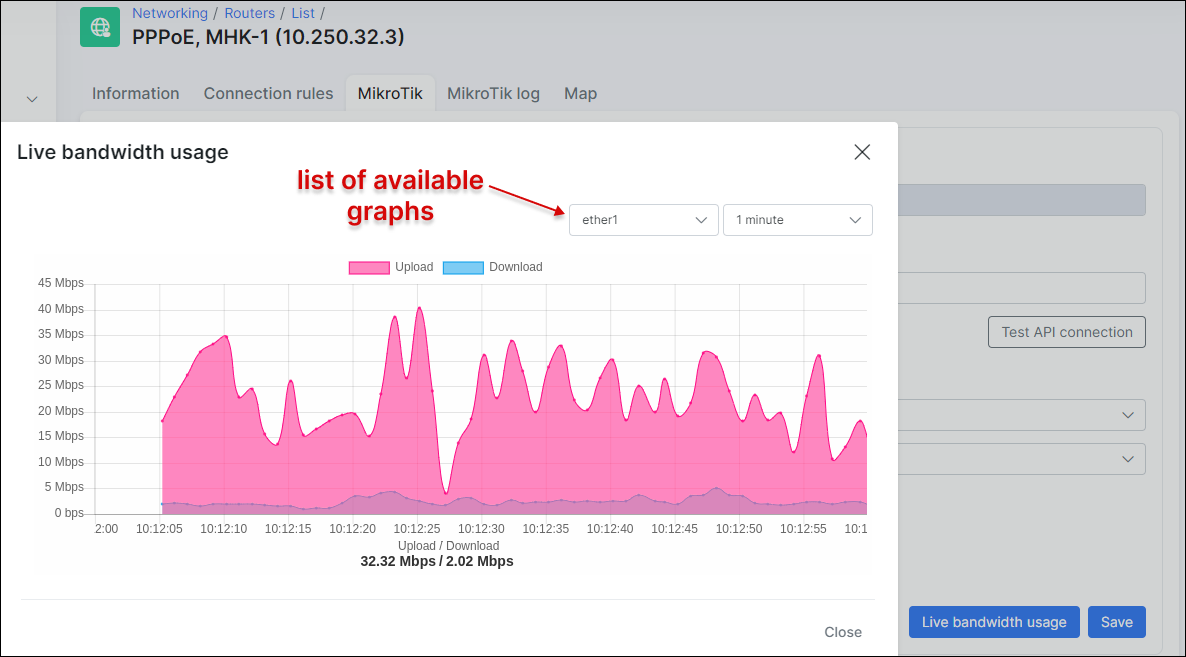 Networking / Routers / List /
PPPoE, MHK-1 (10.250.32.3)
Information Connection rules MikroTik MikroTik log Map
Live bandwidth usage
list of available
graphs
ether1 1 minute
Upload Download
45 Mbps
40 Mbps
35 Mbps
30 Mbps
25 Mbps
20 Mbps
15 Mbps
10 Mbps
5 Mbps
0 bps
2:00 10:12:05 10:12:10 10:12:15 10:12:20 10:12:25 10:12:30 10:12:35 10:12:40 10:12:45 10:12:50 10:12:55 10:1
Upload / Download
32.32 Mbps / 2.02 Mbps
Close
Test API connection
Live bandwidth usage Save